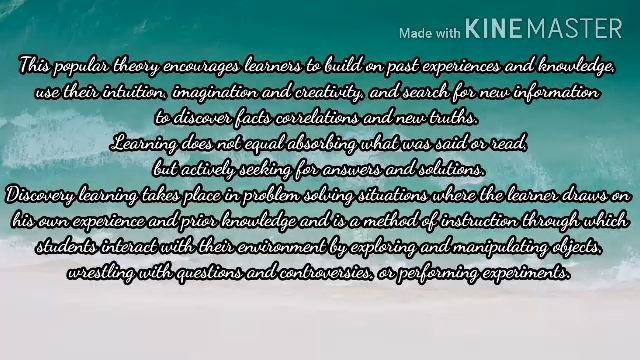 Made with KINEMASTER
This popular theory encourages learners to build on past experiences and knowledge,
use their intuition, imagination and creativity, and search for new information
to discover facts correlations and new truths.
Learning does not equal absorbing what was said or read,
but actively seeking for answers and solutions.
Discovery learning takes place in problem solving situations where the learner draws on
his own experience and prior knowledge and is a method of instruction through which
students interact with their environment by exploring and manipulating objects,
wrestling with questions and controversies, or performing experiments.